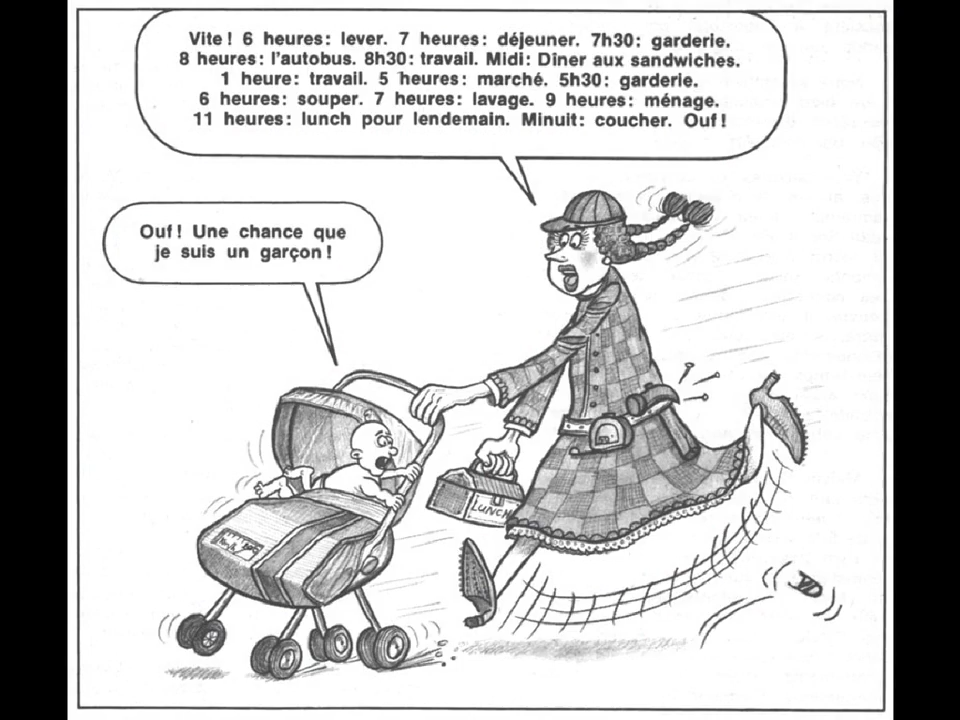 Vite! 6 heures: lever. 7 heures: déjeuner. 7h30: garderie.
8 heures: l'autobus. 8h30: travail. Midi: Dîner aux sandwiches.
1 heure: travail. 5 heures: marché. 5h30: garderie.
6 heures: souper. 7 heures: lavage. 9 heures: ménage.
11 heures: lunch pour lendemain. Minuit: coucher. Ouf!
Ouf! Une chance que
je suis un garçon!
LUNCH